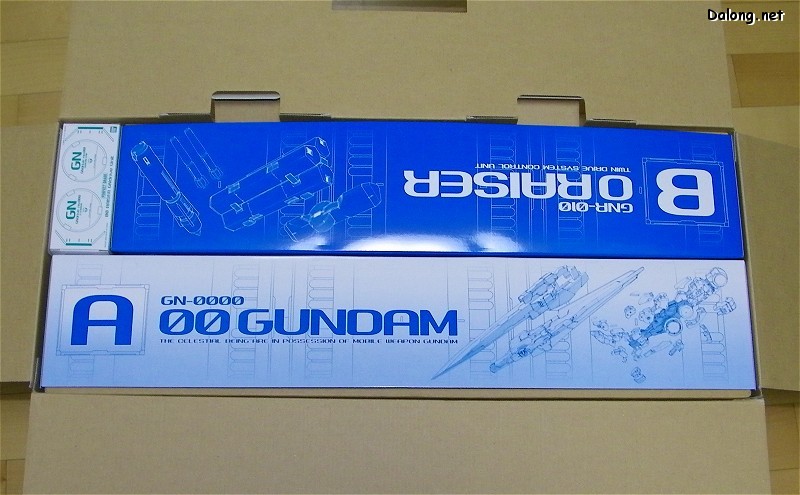 Dalong.net
B
GNR-010
O RAISER
TWIN DRIVE SYSTEM CONTROL UNIT
GN
GN
A
GN-0000
00 GUNDAM
THE CELESTIAL BEING ARE IN POSSESSION OF MOBILE WEAPON GUNDAM